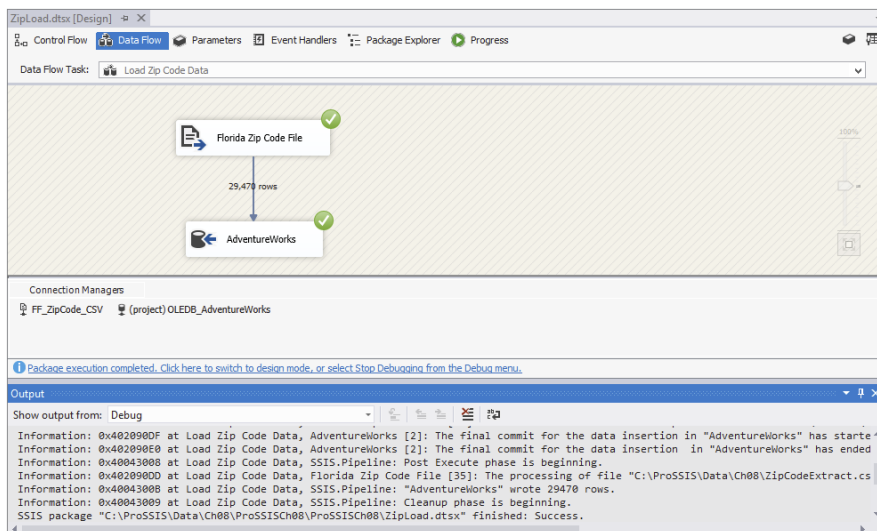 ZipLoad.dtsx [Design]
Control Flow Data Flow Parameters Event Handlers Package Explorer Progress
Data Flow Task: Load Zip Code Data
Florida Zip Code File
100%
29,470 rows
AdventureWorks
Connection Managers
FF_ZipCode_CSV (project) OLEDB_AdventureWorks
Package execution completed. Click here to switch to design mode, or select Stop Debugging from the Debug menu.
Output
Show output from: Debug
Information: 0x402090DF at Load Zip Code Data, AdventureWorks [2]: The final commit for the data insertion in "AdventureWorks" has starte
Information: 0x402090E0 at Load Zip Code Data, AdventureWorks [2]: The final commit for the data insertion  in "AdventureWorks" has ended
Information: 0x40043008 at Load Zip Code Data, SSIS.Pipeline: Post Execute phase is beginning.
Information: 0x402090DD at Load Zip Code Data, Florida Zip Code File [35]: The processing of file "C:\ProSSIS\Data\Ch08\ZipCodeExtract.cs
Information: 0x4004300B at Load Zip Code Data, SSIS.Pipeline: "AdventureWorks" wrote 29470 rows.
Information: 0x40043009 at Load Zip Code Data, SSIS.Pipeline: Cleanup phase is beginning.
SSIS package "C:\ProSSIS\Data\Ch08\ProSSISCh08\ProSSISCh08\ZipLoad.dtsx" finished: Success.